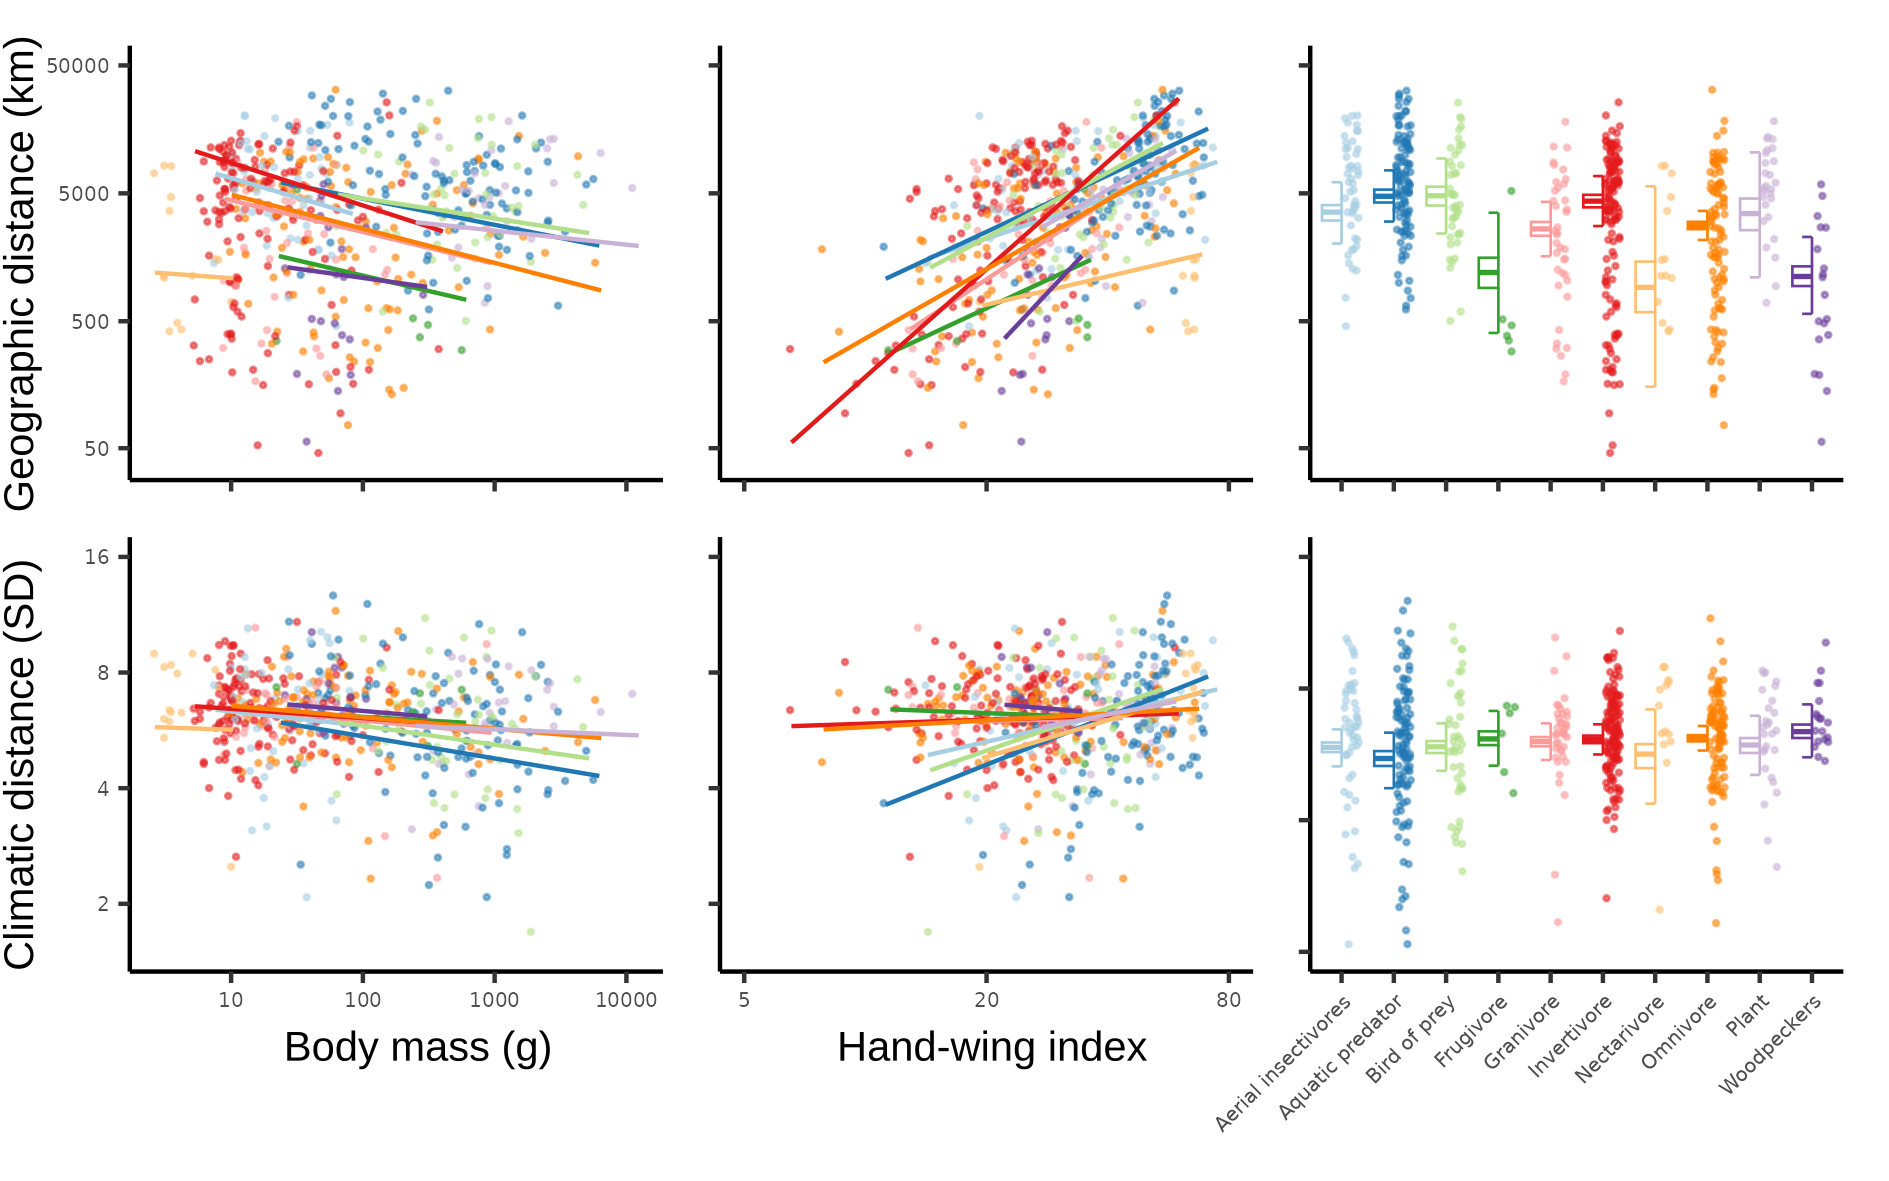 Geographic distance (km)
50000
5000
500
50
Climatic distance (SD)
16
8
4
2
10
100
1000
10000
Body mass (g)
5
20
80
Hand-wing index
Aerial insectivores
Aquatic predator
Bird of prey
Frugivore
Granivore
Invertivore
Nectarivore
Omnivore
Plant
Woodpeckers